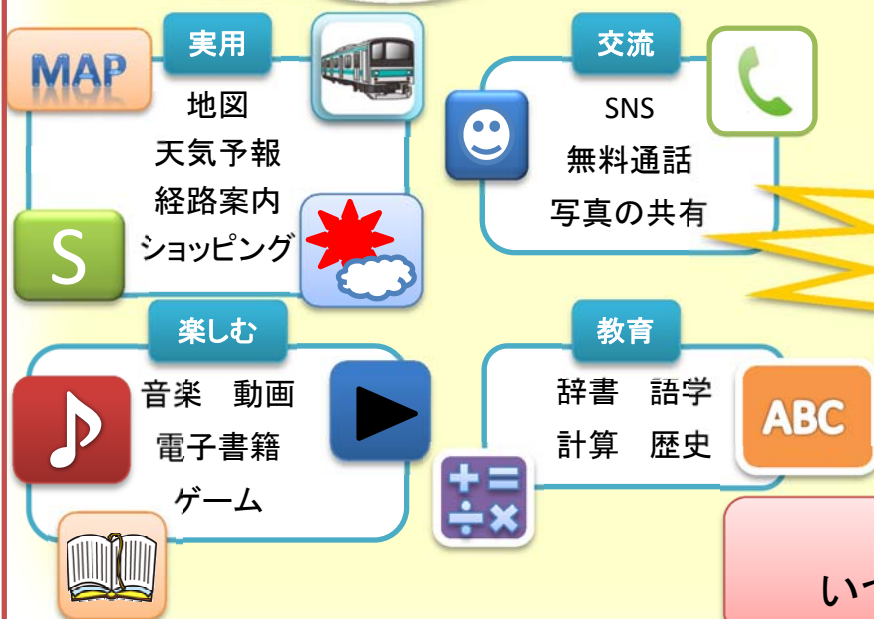 MAP
実用
地図
天気予報
経路案内
ショッピング
S
交流
SNS
無料通話
写真の共有
楽しむ
音楽　動画
電子書籍
ゲーム
教育
辞書　語学
計算　歴史
ABC
いつ